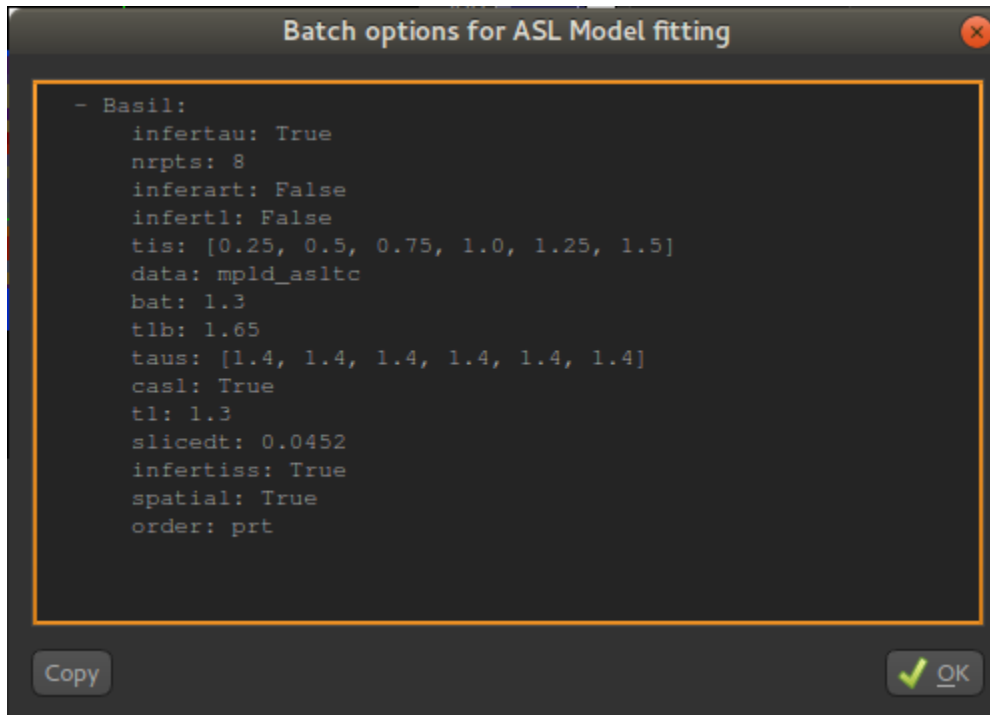 Batch options for ASL Model fitting
- Basil:
infertau: True
nrpts: 8
inferart: False
infert1: False
tis: [0.25, 0.5, 0.75, 1.0, 1.25, 1.5]
data: mpld_asltc
bat: 1.3
t1b: 1.65
taus: [1.4, 1.4, 1.4, 1.4, 1.4, 1.4]
casl: True
t1: 1.3
slicedt: 0.0452
infertiss: True
spatial: True
order: prt
Copy
OK